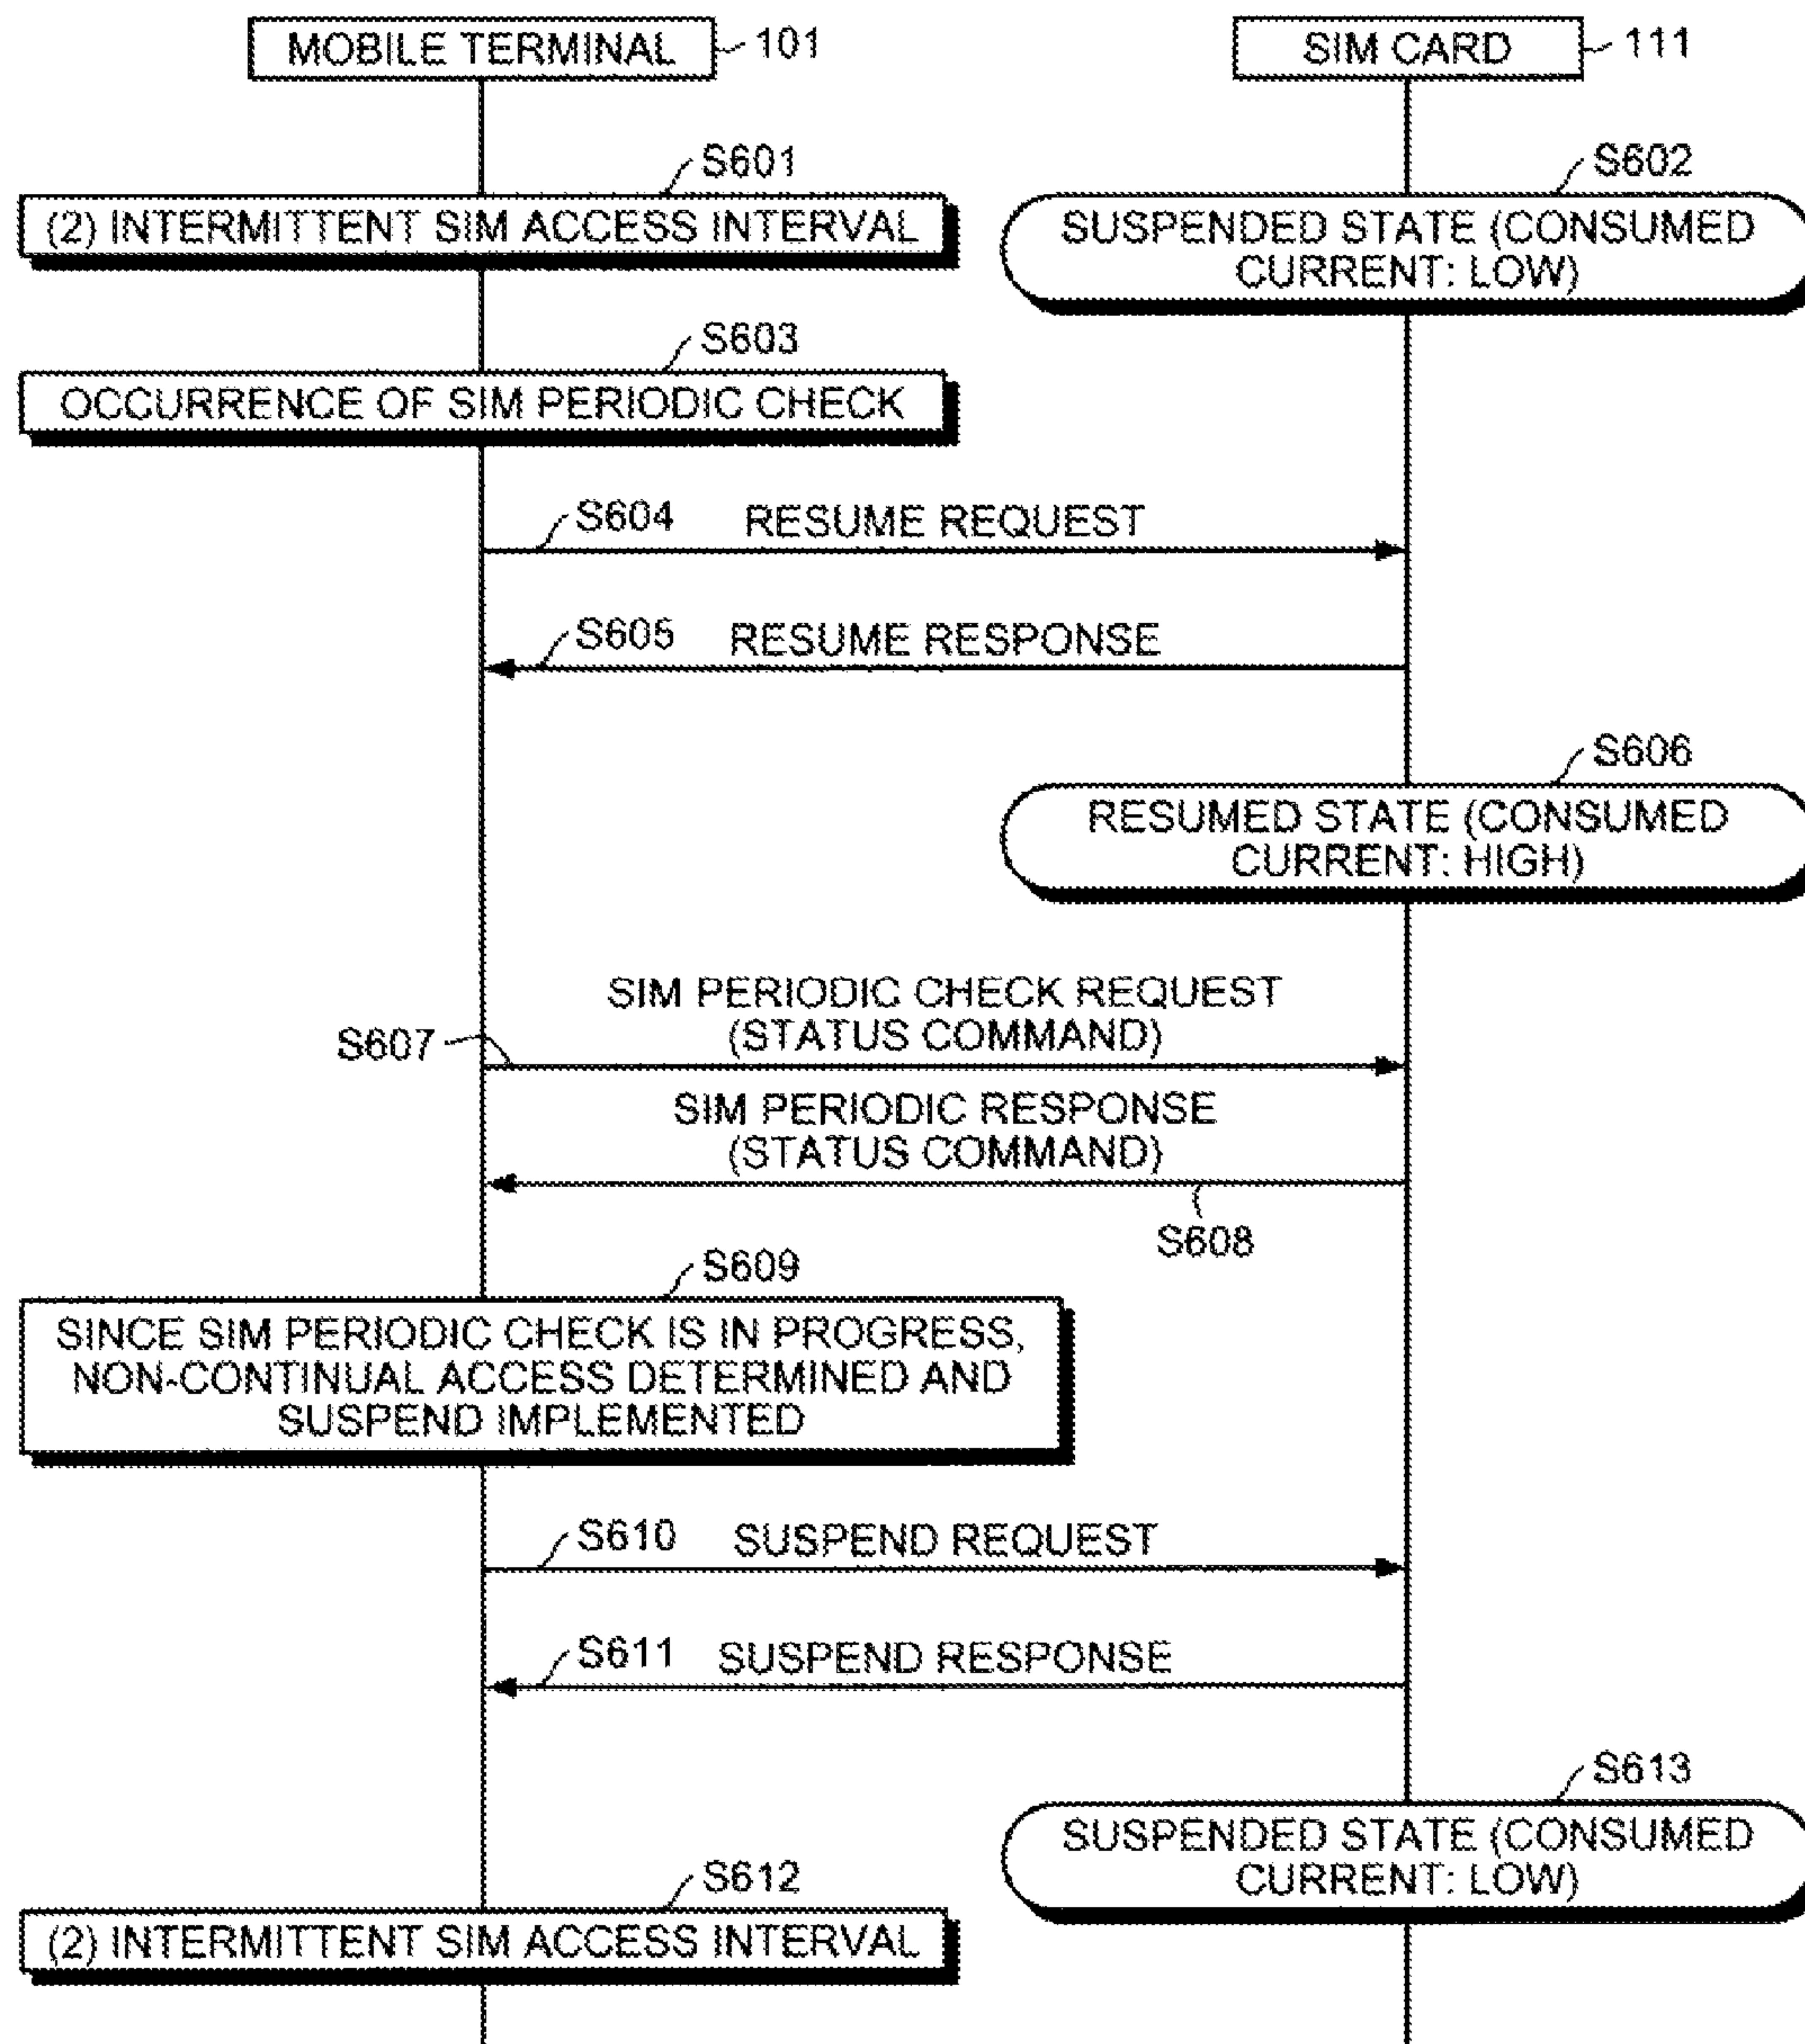 MOBILE TERMINAL
101
SIM CARD
111
S601
(2) INTERMITTENT SIM ACCESS INTERVAL
S602
SUSPENDED STATE (CONSUMED
CURRENT: LOW)
S603
OCCURRENCE OF SIM PERIODIC CHECK
S604
RESUME REQUEST
S605
RESUME RESPONSE
S606
RESUMED STATE (CONSUMED
CURRENT: HIGH)
SIM PERIODIC CHECK REQUEST
(STATUS COMMAND)
S607
SIM PERIODIC RESPONSE
(STATUS COMMAND)
S608
S609
SINCE SIM PERIODIC CHECK IS IN PROGRESS,
NON-CONTINUAL ACCESS DETERMINED AND
SUSPEND IMPLEMENTED
S610
SUSPEND REQUEST
S611
SUSPEND RESPONSE
S613
SUSPENDED STATE (CONSUMED
CURRENT: LOW)
S612
(2) INTERMITTENT SIM ACCESS INTERVAL